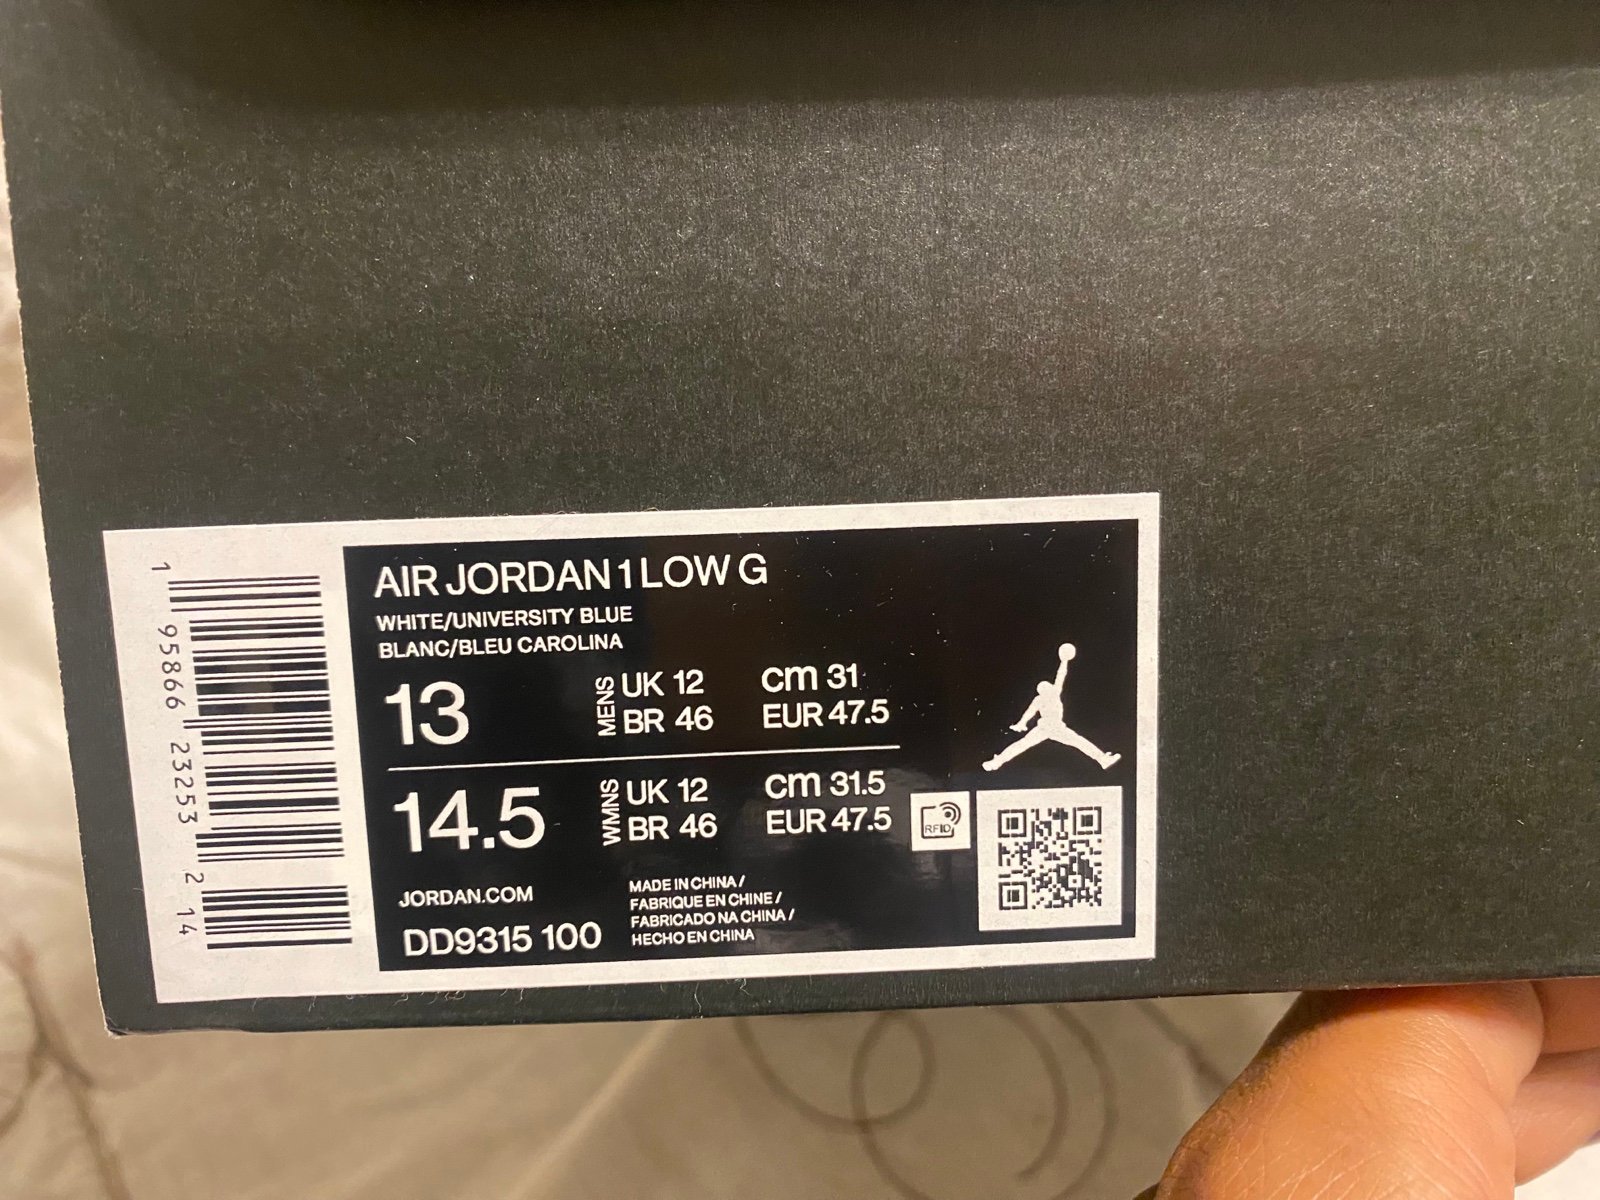 AIR JORDAN 1 LOW G
WHITE/UNIVERSITY BLUE
BLANC/BLEU CAROLINA
13 MENS UK 12 cm 31
BR 46 EUR 47.5
14.5 WMNS UK 12 cm 31.5
BR 46 EUR 47.5
RFID
JORDAN.COM
DD9315 100
MADE IN CHINA /
FABRIQUE EN CHINE /
FABRICADO NA CHINA /
HECHO EN CHINA
1 95866 23253 2 14